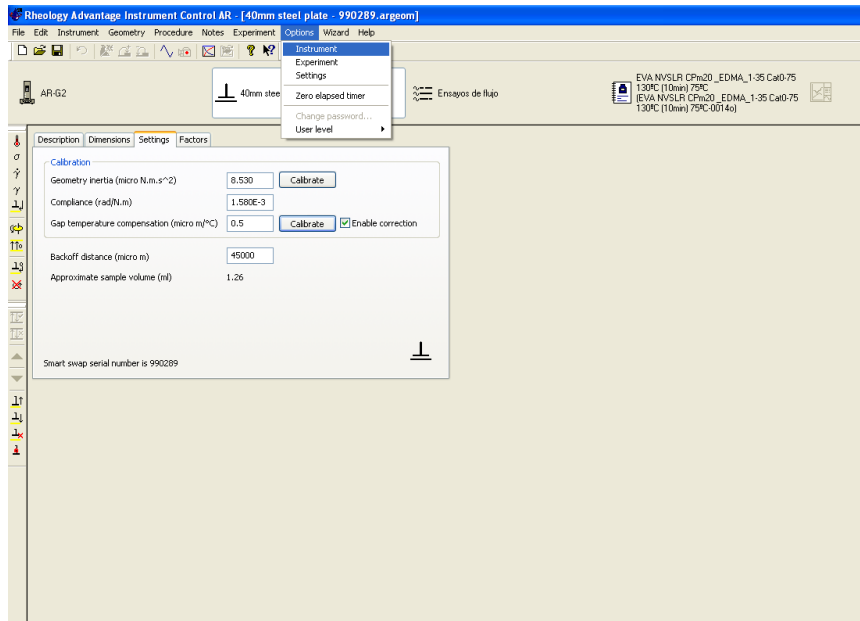 Rheology Advantage Instrument Control AR - [40mm steel plate - 990289.argeom]
File Edit Instrument Geometry Procedure Notes Experiment Options Wizard Help
Instrument
Experiment
Settings
Zero elapsed timer
Change password...
User level
AR-G2
40mm stee
Ensayos de flujo
EVA NVSLR CPm20 _EDMA_1-35 Cat0-75
130ºC (10min) 75ºC
(EVA NVSLR CPm20 _EDMA_1-35 Cat0-75
130ºC (10min) 75ºC-0014o)
Description Dimensions Settings Factors
Calibration
Geometry inertia (micro N.m.s^2) 8.530 Calibrate
Compliance (rad/N.m) 1.580E-3
Gap temperature compensation (micro m/ºC) 0.5 Calibrate Enable correction
Backoff distance (micro m) 45000
Approximate sample volume (ml) 1.26
Smart swap serial number is 990289